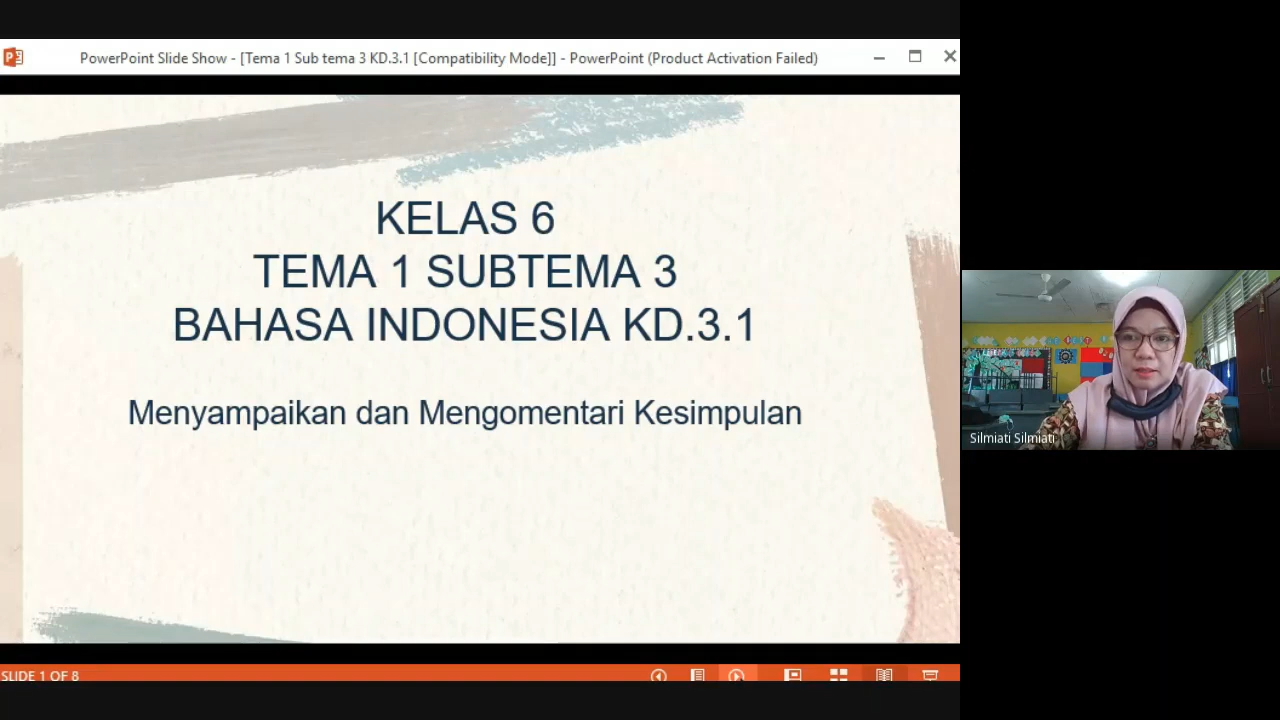 PowerPoint Slide Show - [Tema 1 Sub tema 3 KD.3.1 [Compatibility Mode]] - PowerPoint (Product Activation Failed)
KELAS 6
TEMA 1 SUBTEMA 3
BAHASA INDONESIA KD.3.1
Menyampaikan dan Mengomentari Kesimpulan
Silmiati Silmiati
SLIDE 1 OF 8